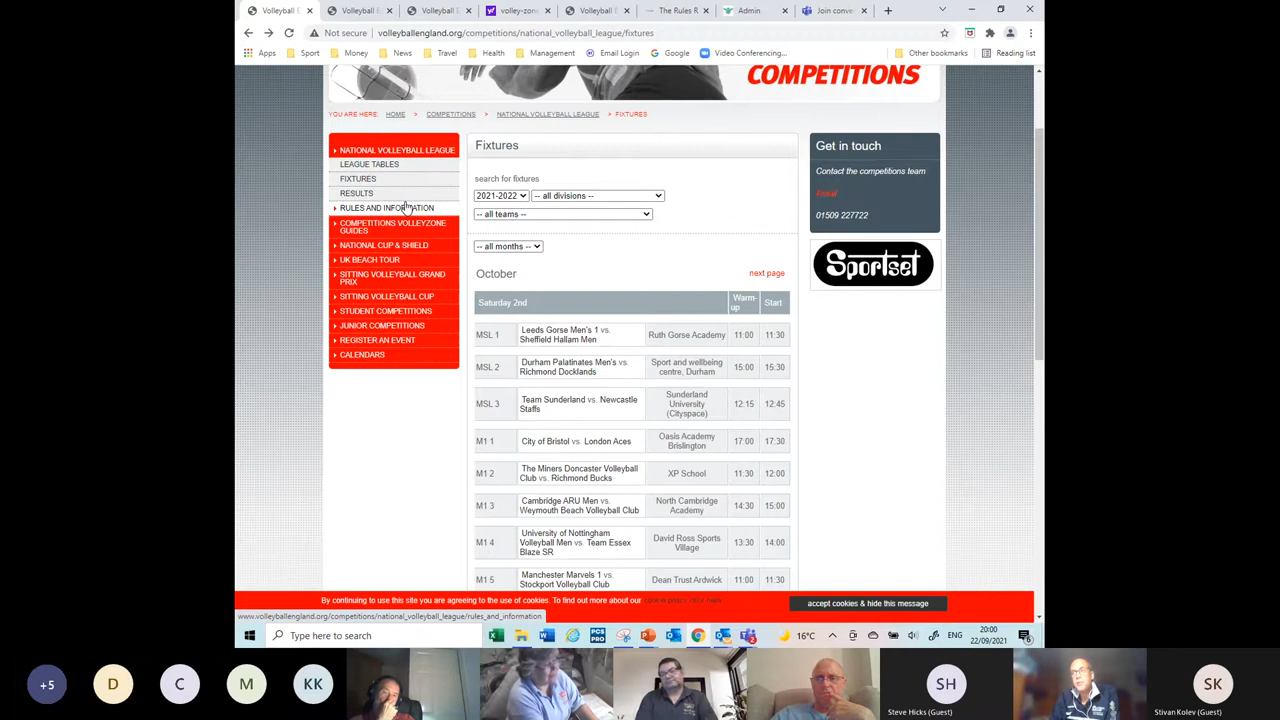 Volleyball E
Volleyball E
Volleyball E
volley-zone
Volleyball E
The Rules R
Admin
Join conve
Not secure
volleyballengland.org/competitions/national_volleyball_league/fixtures
Apps
Sport
Money
News
Travel
Health
Management
Email Login
Google
Video Conferencing...
Other bookmarks
Reading list
COMPETITIONS
YOU ARE HERE: HOME > COMPETITIONS > NATIONAL VOLLEYBALL LEAGUE > FIXTURES
NATIONAL VOLLEYBALL LEAGUE
LEAGUE TABLES
FIXTURES
RESULTS
RULES AND INFORMATION
COMPETITIONS VOLLEYZONE
GUIDES
NATIONAL CUP & SHIELD
UK BEACH TOUR
SITTING VOLLEYBALL GRAND
PRIX
SITTING VOLLEYBALL CUP
STUDENT COMPETITIONS
JUNIOR COMPETITIONS
REGISTER AN EVENT
CALENDARS
Fixtures
search for fixtures
2021-2022
-- all divisions --
-- all teams --
-- all months --
October
next page
Saturday 2nd
Warm-
up
Start
MSL 1
Leeds Gorse Men's 1 vs.
Sheffield Hallam Men
Ruth Gorse Academy
11:00
11:30
MSL 2
Durham Palatinates Men's vs.
Richmond Docklands
Sport and wellbeing
centre, Durham
15:00
15:30
MSL 3
Team Sunderland vs. Newcastle
Staffs
Sunderland
University
(Cityspace)
12:15
12:45
M1 1
City of Bristol vs. London Aces
Oasis Academy
Brislington
17:00
17:30
M1 2
The Miners Doncaster Volleyball
Club vs. Richmond Bucks
XP School
11:30
12:00
M1 3
Cambridge ARU Men vs.
Weymouth Beach Volleyball Club
North Cambridge
Academy
14:30
15:00
M1 4
University of Nottingham
Volleyball Men vs. Team Essex
Blaze SR
David Ross Sports
Village
13:30
14:00
M1 5
Manchester Marvels 1 vs.
Stockport Volleyball Club
Dean Trust Ardwick
11:00
11:30
Get in touch
Contact the competitions team
Email
01509 227722
Sportset
By continuing to use this site you are agreeing to the use of cookies. To find out more about our cookie policy click here.
accept cookies & hide this message
www.volleyballengland.org/competitions/national_volleyball_league/rules_and_information
Type here to search
PCS
PRO
16°C
ENG
20:00
22/09/2021
6
+5
D
C
M
KK
SH
Steve Hicks (Guest)
SK
Stivan Kolev (Guest)